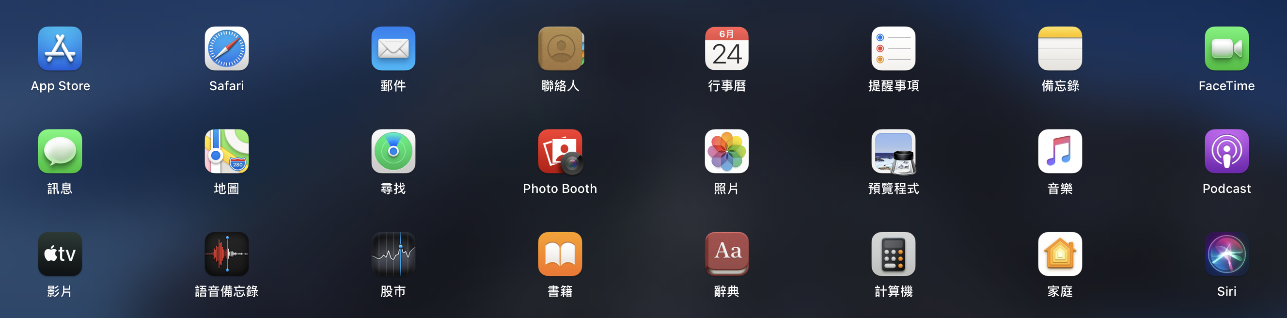 6月
24
App Store
Safari
郵件
聯絡人
行事曆
提醒事項
備忘錄
FaceTime
280
訊息
地圖
尋找
Photo Booth
照片
預覽程式
音樂
Podcast
tv
Aa
影片
語音備忘錄
股市
書籍
辭典
計算機
家庭
Siri